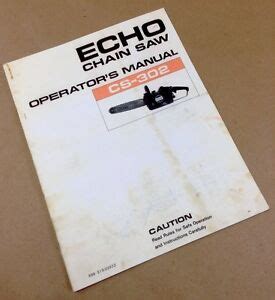 ECHO
CHAIN SAW
OPERATOR'S MANUAL
CS-302
CAUTION
Read Rules for Safe Operation
and Instructions Carefully